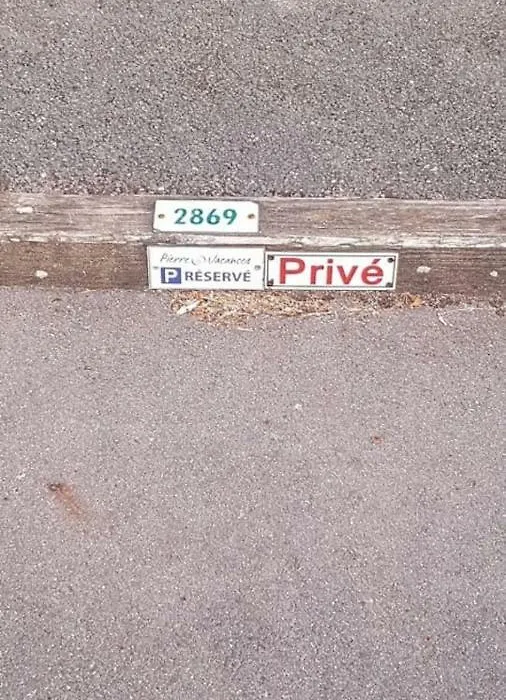 2869
Pierre & Vacances
P RÉSERVÉ
Privé